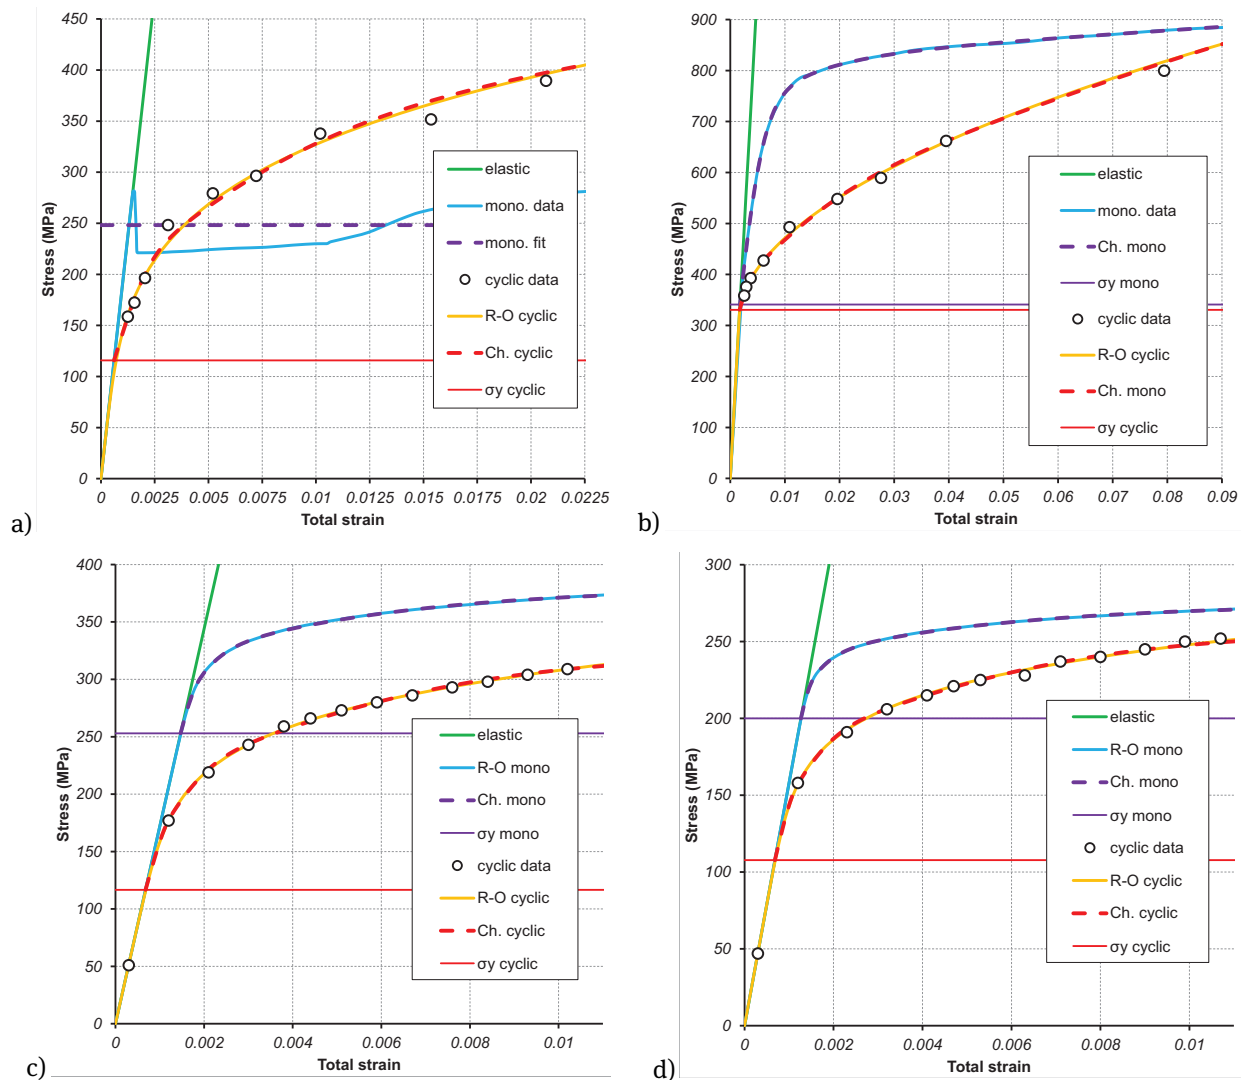 450
400
350
300
250
200
150
100
50
0
Stress (MPa)
0 0.0025 0.005 0.0075 0.01 0.0125 0.015 0.0175 0.02 0.0225
Total strain
elastic
mono. data
mono. fit
cyclic data
R-O cyclic
Ch. cyclic
σy cyclic
a)
900
800
700
600
500
400
300
200
100
0
Stress (MPa)
0 0.01 0.02 0.03 0.04 0.05 0.06 0.07 0.08 0.09
Total strain
elastic
mono. data
Ch. mono
σy mono
cyclic data
R-O cyclic
Ch. mono
σy cyclic
b)
400
350
300
250
200
150
100
50
0
Stress (MPa)
0 0.002 0.004 0.006 0.008 0.01
Total strain
elastic
R-O mono
Ch. mono
σy mono
cyclic data
R-O cyclic
Ch. cyclic
σy cyclic
c)
300
250
200
150
100
50
0
Stress (MPa)
0 0.002 0.004 0.006 0.008 0.01
Total strain
elastic
R-O mono
Ch. mono
σy mono
cyclic data
R-O cyclic
Ch. cyclic
σy cyclic
d)